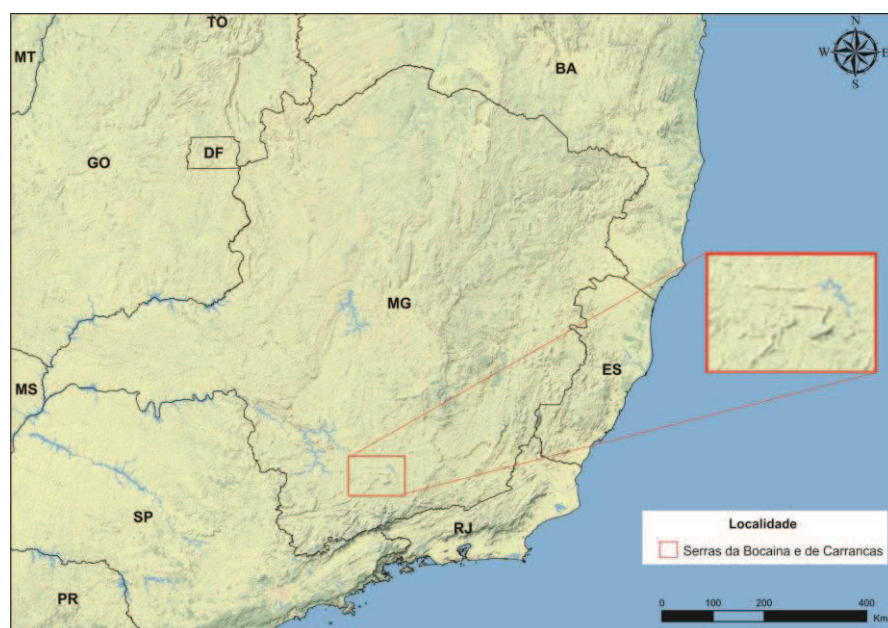 TO
N
MT
BA
W
E
S
GO
DF
MG
MS
ES
SP
RJ
PR
Localidade
Serras da Bocaina e de Carrancas
0 100 200 400
Km